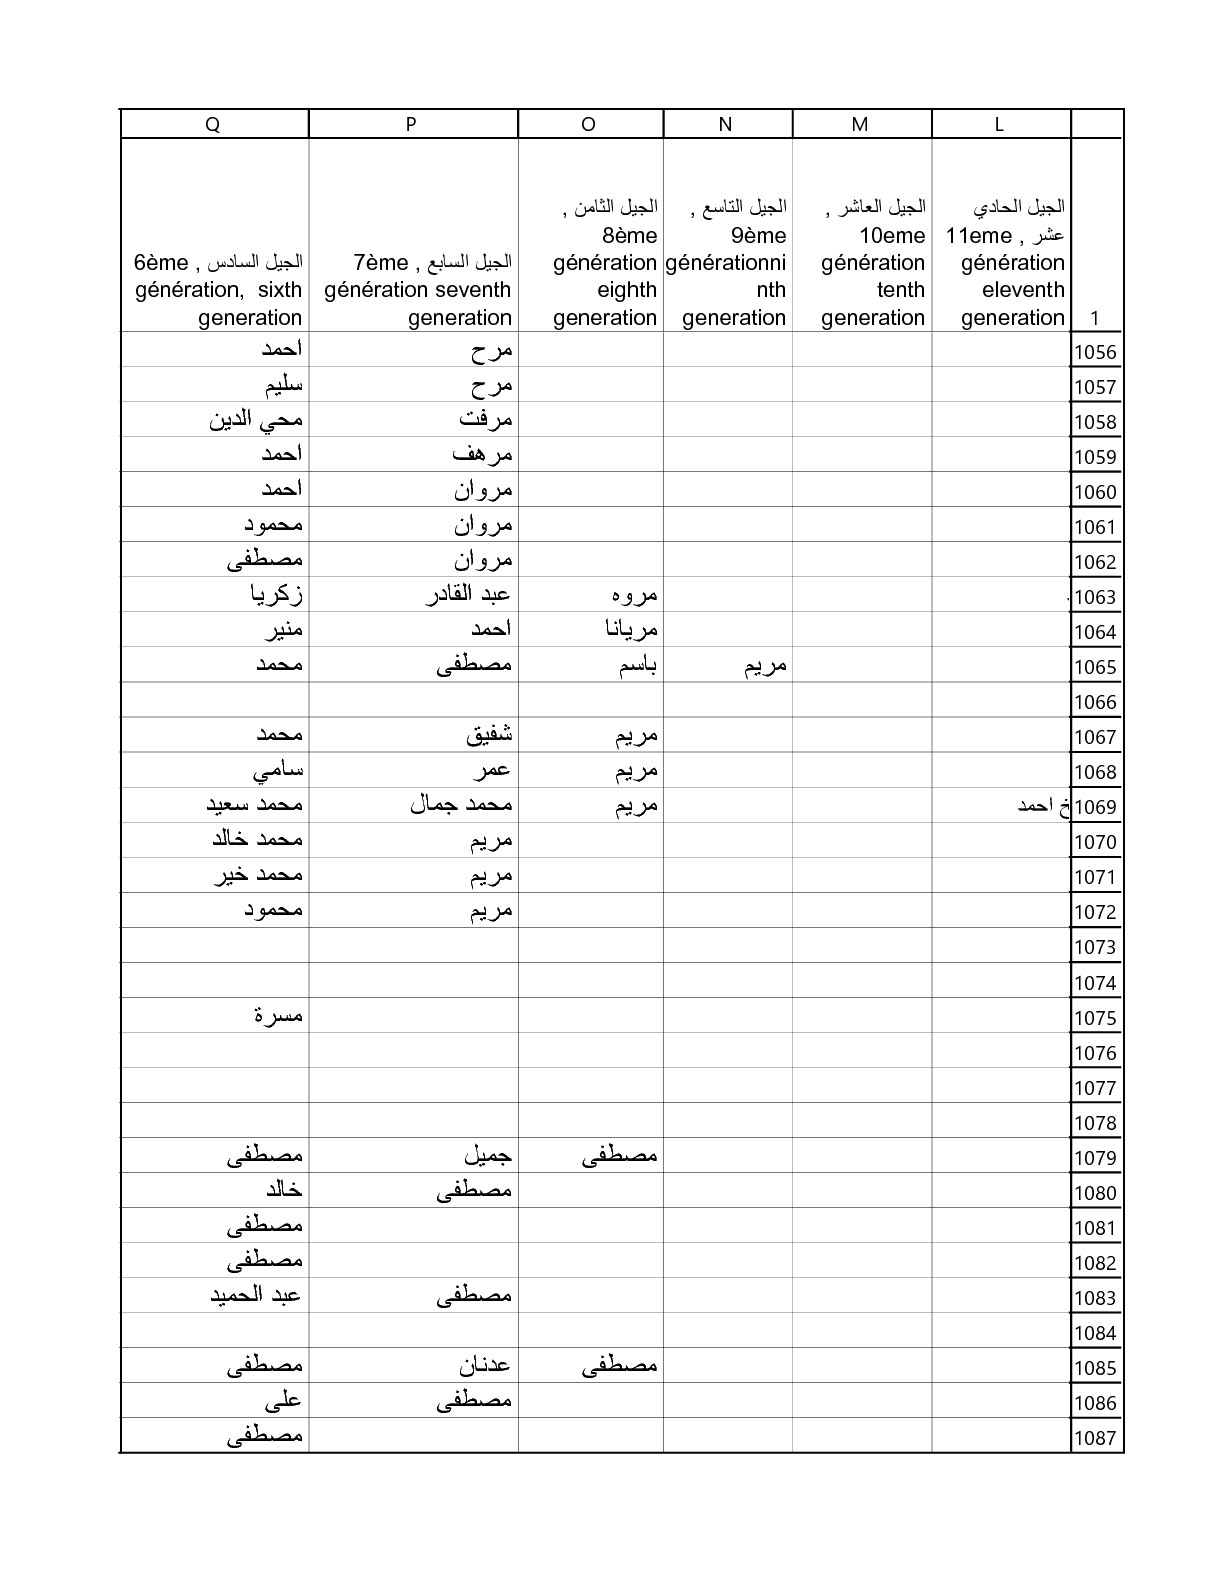 Q P O N M L
الجيل السادس , 6ème
génération, sixth
generation
الجيل السابع , 7ème
génération seventh
generation
الجيل الثامن ,
8ème
génération
eighth
generation
الجيل التاسع ,
9ème
générationni
nth
generation
الجيل العاشر ,
10eme
génération
tenth
generation
الجيل الحادي
عشر , 11eme
génération
eleventh
generation
1
احمد مرح 1056
سليم مرح 1057
محي الدين مرفت 1058
احمد مرهف 1059
احمد مروان 1060
محمود مروان 1061
مصطفى مروان 1062
زكريا عبد القادر مروه 1063
منير احمد مريانا 1064
محمد مصطفى باسم مريم 1065
1066
محمد شفيق مريم 1067
سامي عمر مريم 1068
محمد سعيد محمد جمال مريم خ احمد 1069
محمد خالد مريم 1070
محمد خير مريم 1071
محمود مريم 1072
1073
1074
مسرة 1075
1076
1077
1078
مصطفى جميل مصطفى 1079
خالد مصطفى 1080
مصطفى 1081
مصطفى 1082
عبد الحميد مصطفى 1083
1084
مصطفى عدنان مصطفى 1085
على مصطفى 1086
مصطفى 1087